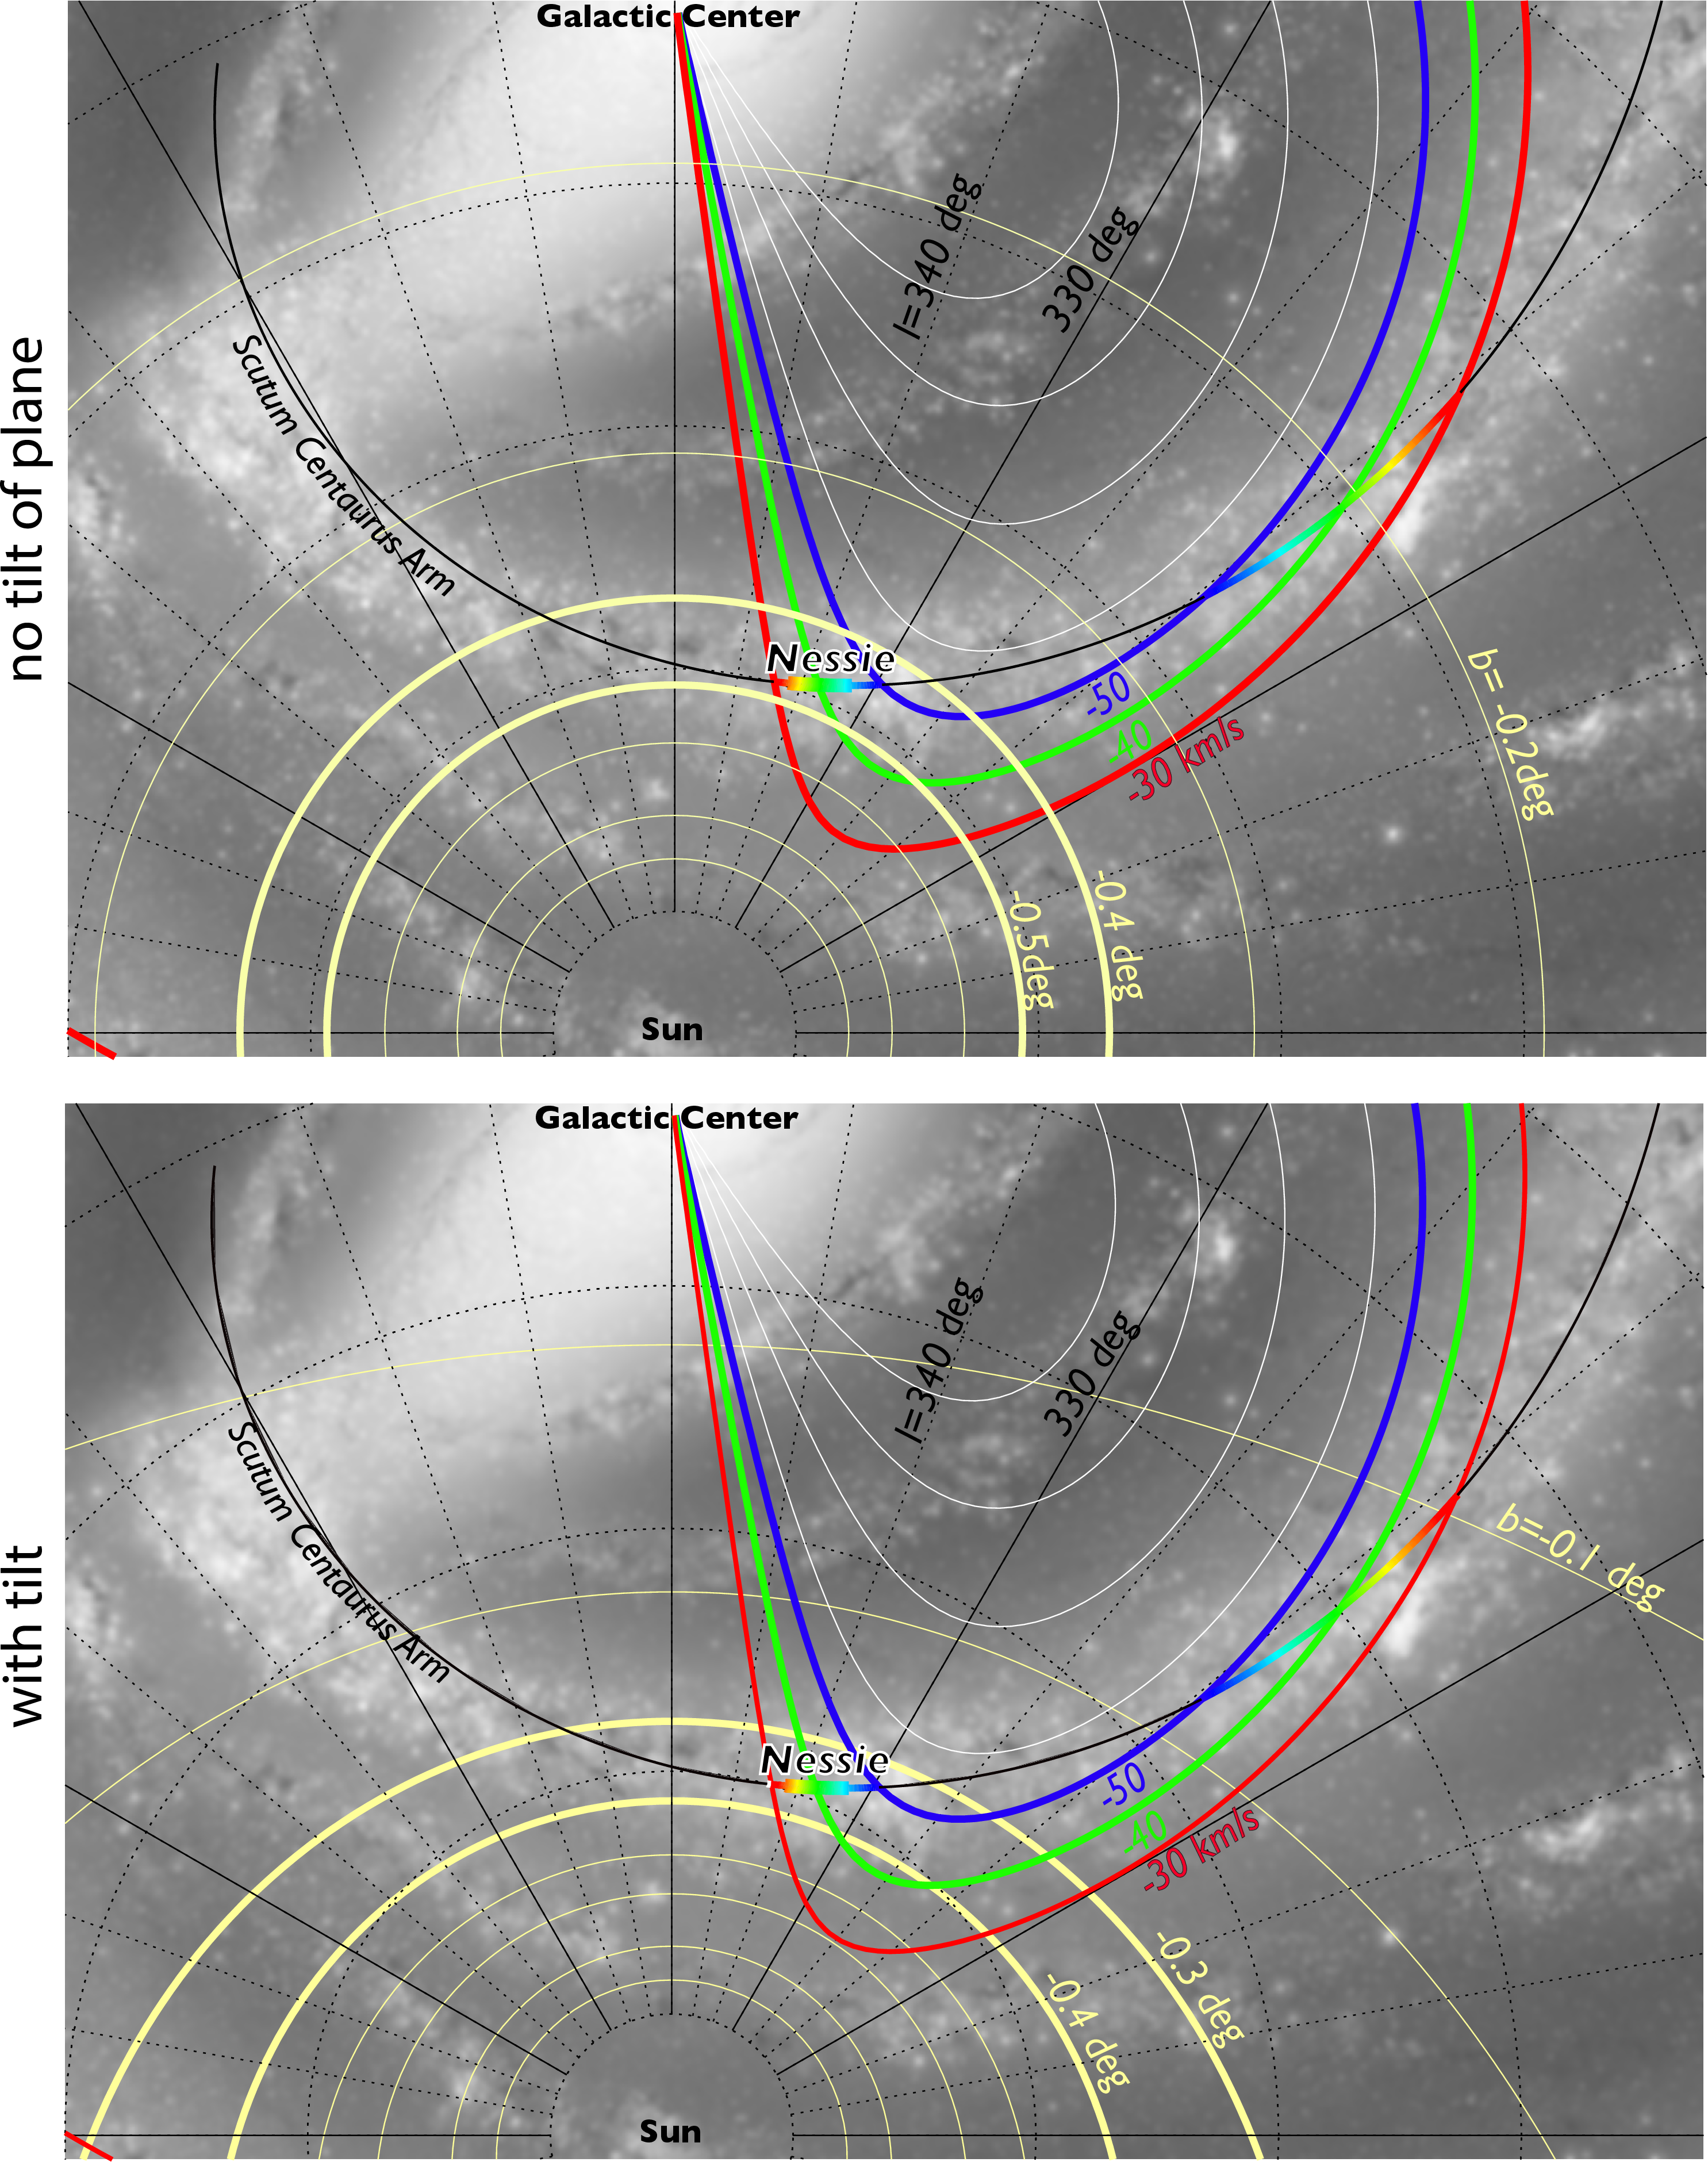 no tilt of plane
Galactic Center
l=340 deg
330 deg
Scutum Centaurus Arm
Nessie
-50
-40
-30 km/s
b= -0.2deg
-0.4 deg
-0.5deg
Sun
with tilt
Galactic Center
l=340 deg
330 deg
Scutum Centaurus Arm
b=-0.1 deg
Nessie
-50
-40
-30 km/s
-0.3 deg
-0.4 deg
Sun